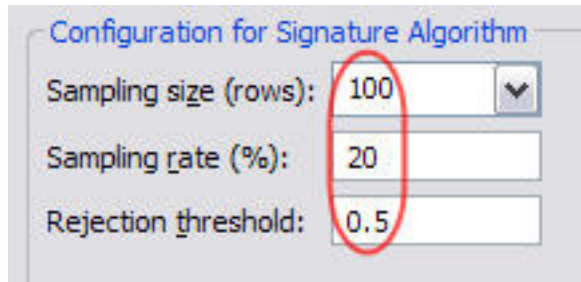 Configuration for Signature Algorithm
Sampling size (rows): 100
Sampling rate (%): 20
Rejection threshold: 0.5